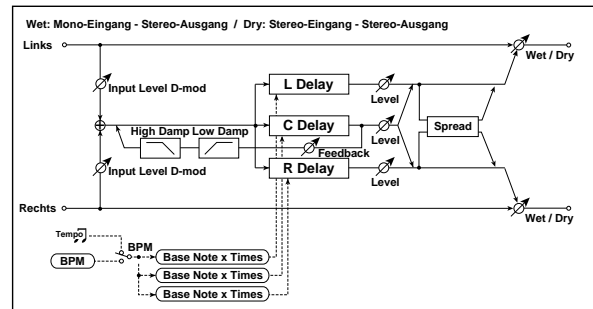 Wet: Mono-Eingang - Stereo-Ausgang / Dry: Stereo-Eingang - Stereo-Ausgang
Links
Wet / Dry
Input Level D-mod
L Delay
Level
High Damp
Low Damp
C Delay
Level
Spread
Feedback
Input Level D-mod
R Delay
Level
Rechts
Wet / Dry
Tempo
BPM
BPM
Base Note x Times
Base Note x Times
Base Note x Times